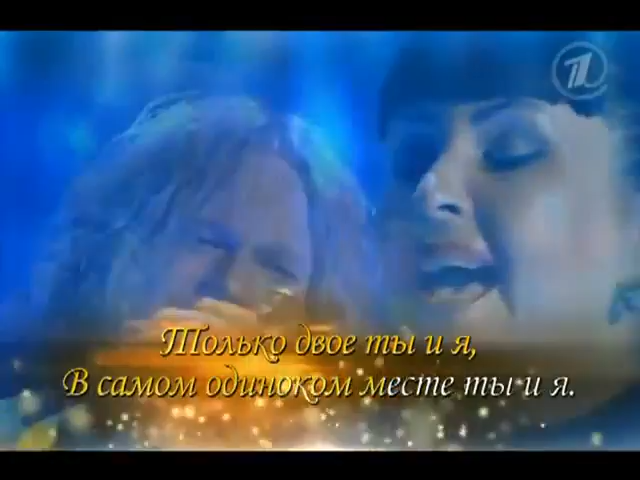 Только двое ты и я,
В самом одиноком месте ты и я.